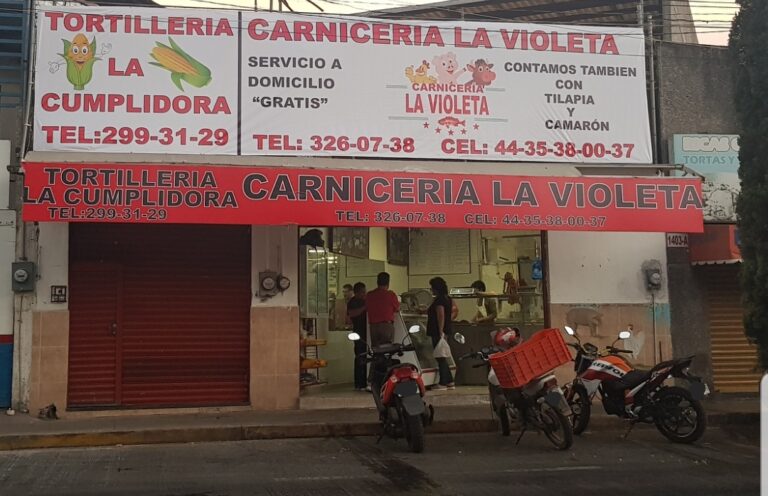 TORTILLERIA
LA
CUMPLIDORA
TEL:299-31-29
CARNICERIA LA VIOLETA
SERVICIO A
DOMICILIO
“GRATIS”
CARNICERIA
LA VIOLETA
CONTAMOS TAMBIEN
CON
TILAPIA
Y
CAMARÓN
TEL: 326-07-38
CEL: 44-35-38-00-37
TORTILLERIA
LA CUMPLIDORA
TEL:299-31-29
CARNICERIA LA VIOLETA
TEL: 326-07-38
CEL: 44-35-38-00-37
TORTAS Y
1403-A